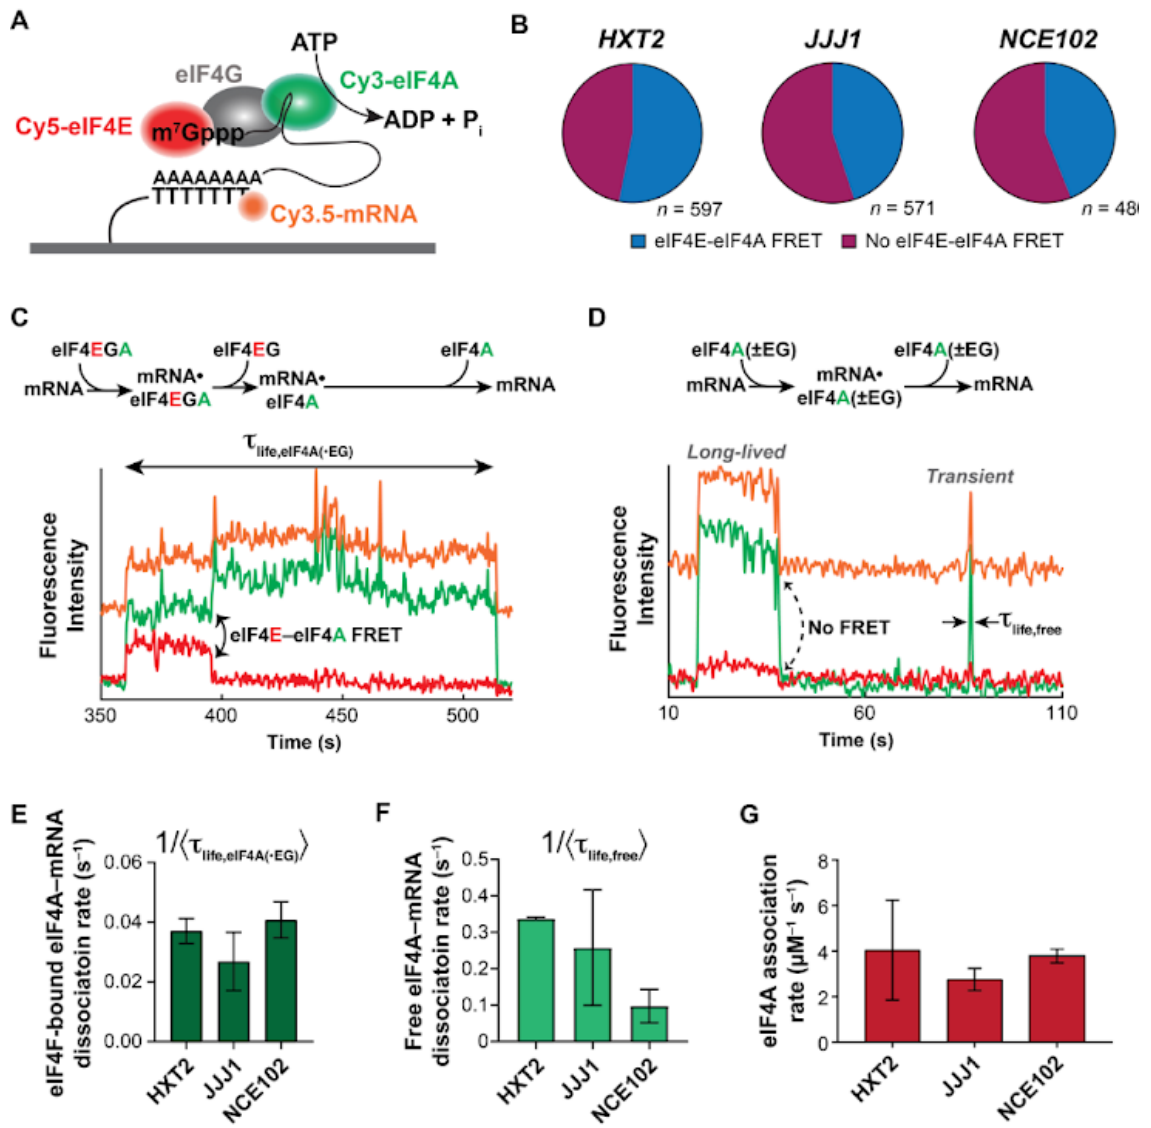 A
ATP
eIF4G
Cy3-eIF4A
Cy5-eIF4E
m⁷Gppp
ADP + Pᵢ
AAAAAAAA
TTTTTTT
Cy3.5-mRNA
B
HXT2
JJJ1
NCE102
n = 597
n = 571
n = 48
eIF4E-eIF4A FRET
No eIF4E-eIF4A FRET
C
eIF4EGA
eIF4EG
eIF4A
mRNA
mRNA•
eIF4EGA
mRNA•
eIF4A
mRNA
τlife,eIF4A(·EG)
Fluorescence
Intensity
eIF4E–eIF4A FRET
350
400
450
500
Time (s)
D
eIF4A(±EG)
eIF4A(±EG)
mRNA
mRNA•
eIF4A(±EG)
mRNA
Long-lived
Transient
Fluorescence
Intensity
No FRET
τlife,free
10
60
110
Time (s)
E
1/⟨τlife,eIF4A(·EG)⟩
eIF4F-bound eIF4A–mRNA
dissociatoin rate (s⁻¹)
0.06
0.04
0.02
0.00
HXT2
JJJ1
NCE102
F
1/⟨τlife,free⟩
Free eIF4A–mRNA
dissociatoin rate (s⁻¹)
0.5
0.4
0.3
0.2
0.1
0
HXT2
JJJ1
NCE102
G
eIF4A association
rate (μM⁻¹ s⁻¹)
8
6
4
2
0
HXT2
JJJ1
NCE102